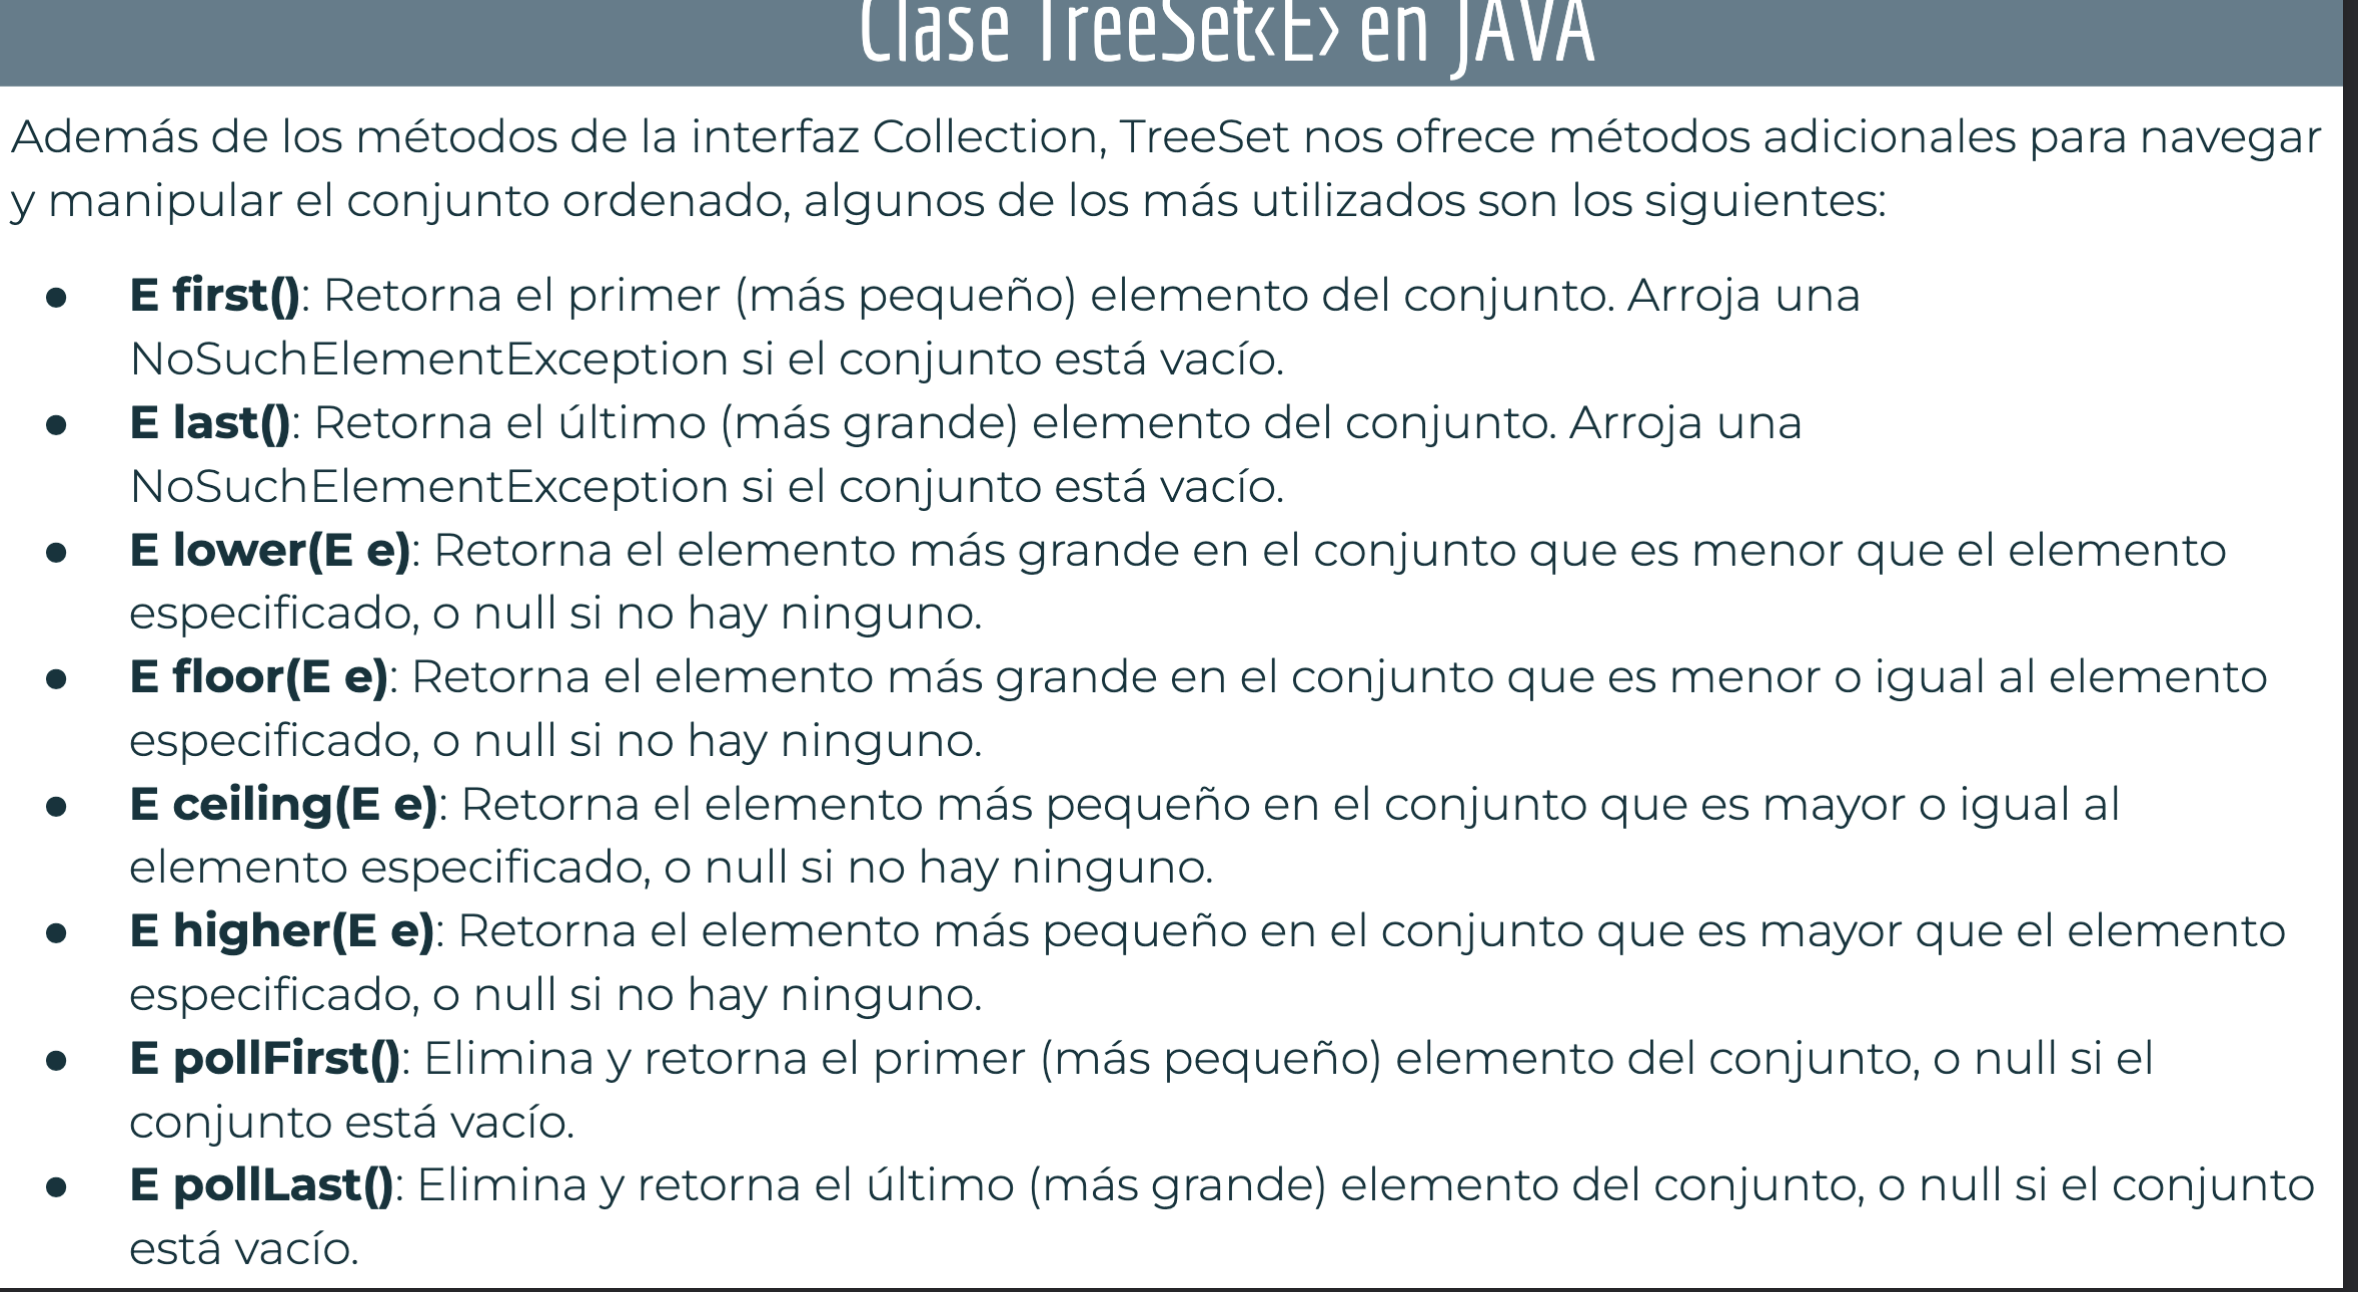 Clase TreeSet<E> en JAVA
Además de los métodos de la interfaz Collection, TreeSet nos ofrece métodos adicionales para navegar
y manipular el conjunto ordenado, algunos de los más utilizados son los siguientes:
● E first(): Retorna el primer (más pequeño) elemento del conjunto. Arroja una
NoSuchElementException si el conjunto está vacío.
● E last(): Retorna el último (más grande) elemento del conjunto. Arroja una
NoSuchElementException si el conjunto está vacío.
● E lower(E e): Retorna el elemento más grande en el conjunto que es menor que el elemento
especificado, o null si no hay ninguno.
● E floor(E e): Retorna el elemento más grande en el conjunto que es menor o igual al elemento
especificado, o null si no hay ninguno.
● E ceiling(E e): Retorna el elemento más pequeño en el conjunto que es mayor o igual al
elemento especificado, o null si no hay ninguno.
● E higher(E e): Retorna el elemento más pequeño en el conjunto que es mayor que el elemento
especificado, o null si no hay ninguno.
● E pollFirst(): Elimina y retorna el primer (más pequeño) elemento del conjunto, o null si el
conjunto está vacío.
● E pollLast(): Elimina y retorna el último (más grande) elemento del conjunto, o null si el conjunto
está vacío.